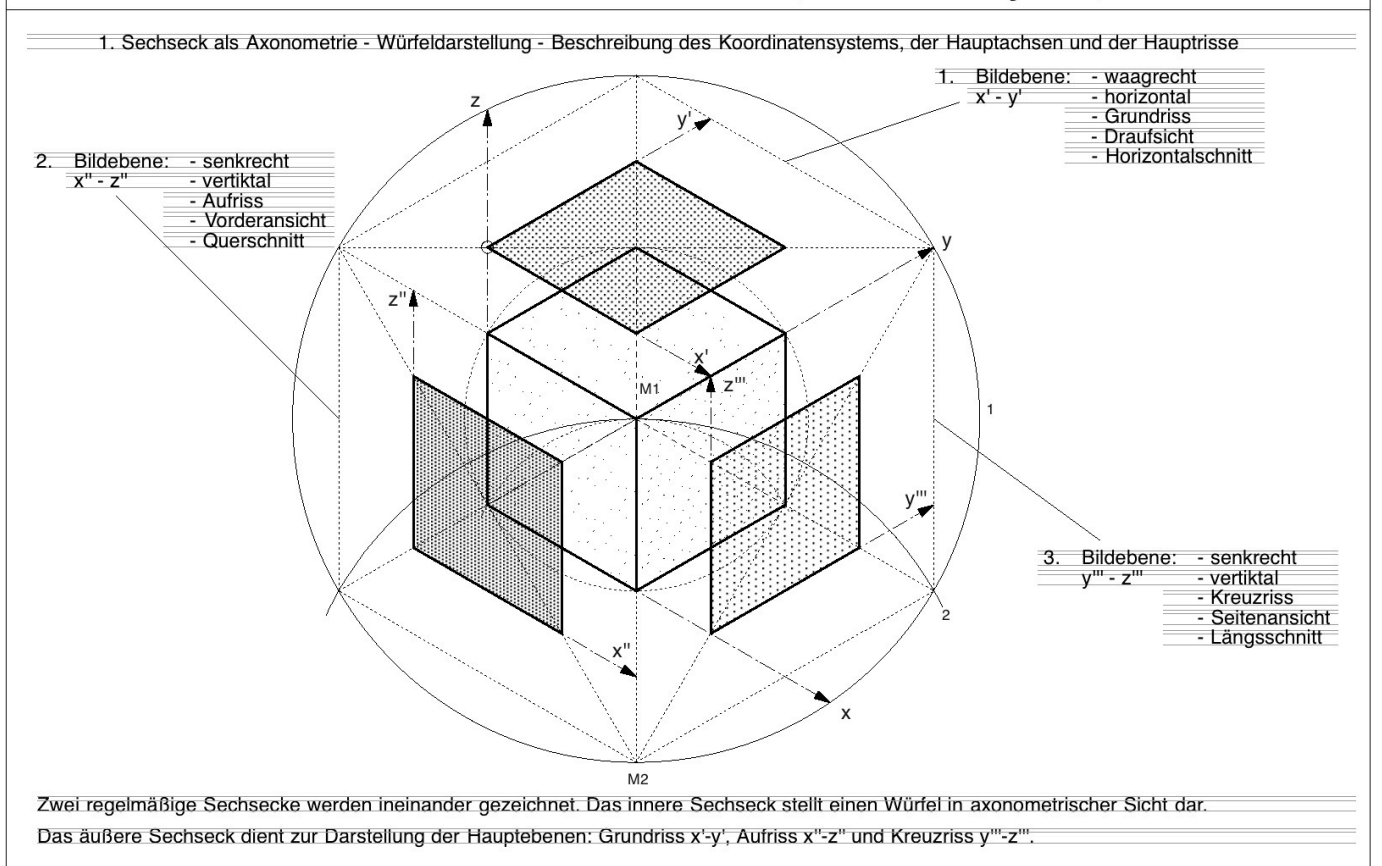 1. Sechseck als Axonometrie - Würfeldarstellung - Beschreibung des Koordinatensystems, der Hauptachsen und der Hauptrisse
1. Bildebene: - waagrecht
x' - y' - horizontal
- Grundriss
- Draufsicht
- Horizontalschnitt
2. Bildebene: - senkrecht
x" - z" - vertiktal
- Aufriss
- Vorderansicht
- Querschnitt
z
y'
y
z"
x'
z'''
M1
1
y'''
3. Bildebene: - senkrecht
y''' - z''' - vertiktal
- Kreuzriss
- Seitenansicht
- Längsschnitt
2
x"
x
M2
Zwei regelmäßige Sechsecke werden ineinander gezeichnet. Das innere Sechseck stellt einen Würfel in axonometrischer Sicht dar.
Das äußere Sechseck dient zur Darstellung der Hauptebenen: Grundriss x'-y', Aufriss x"-z" und Kreuzriss y'''-z'''.